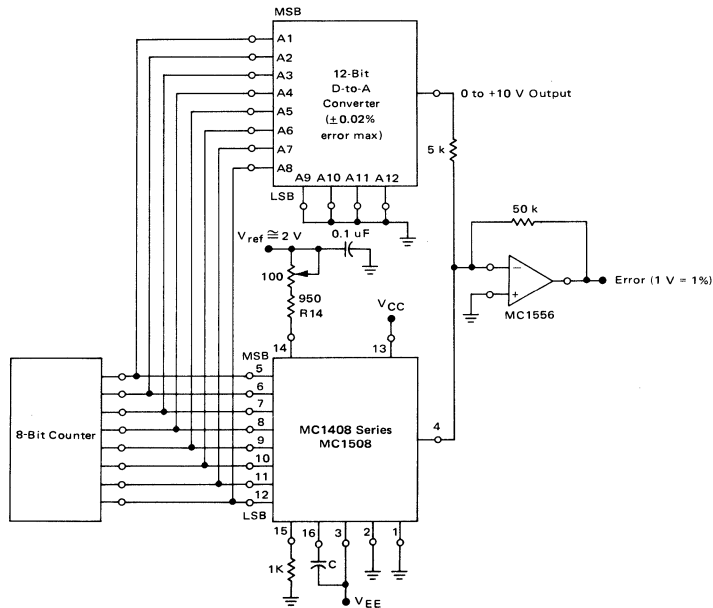 MSB
A1
A2
A3
A4
A5
A6
A7
A8
12-Bit
D-to-A
Converter
(±0.02%
error max)
A9 A10 A11 A12
LSB
0 to +10 V Output
5 k
50 k
Vref ≅ 2 V
0.1 uF
100
950
R14
VCC
−
+
MC1556
Error (1 V = 1%)
14
13
MSB
5
6
7
8
9
10
11
12
LSB
8-Bit Counter
MC1408 Series
MC1508
4
15
16
3
2
1
1K
C
VEE